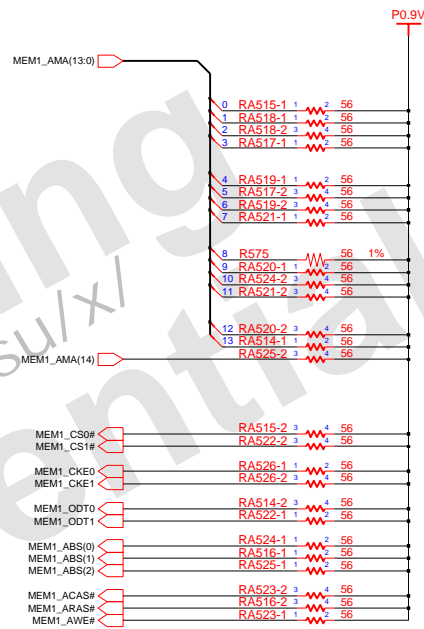 P0.9V
MEM1_AMA(13:0)
0 RA515-1 1 2 56
1 RA518-1 1 2 56
2 RA518-2 3 4 56
3 RA517-1 1 2 56
4 RA519-1 1 2 56
5 RA517-2 3 4 56
6 RA519-2 3 4 56
7 RA521-1 1 2 56
8 R575 56 1%
9 RA520-1 1 2 56
10 RA524-2 3 4 56
11 RA521-2 3 4 56
12 RA520-2 3 4 56
13 RA514-1 1 2 56
MEM1_AMA(14) RA525-2 3 4 56
MEM1_CS0# RA515-2 3 4 56
MEM1_CS1# RA522-2 3 4 56
MEM1_CKE0 RA526-1 1 2 56
MEM1_CKE1 RA526-2 3 4 56
MEM1_ODT0 RA514-2 3 4 56
MEM1_ODT1 RA522-1 1 2 56
MEM1_ABS(0) RA524-1 1 2 56
MEM1_ABS(1) RA516-1 1 2 56
MEM1_ABS(2) RA525-1 1 2 56
MEM1_ACAS# RA523-2 3 4 56
MEM1_ARAS# RA516-2 3 4 56
MEM1_AWE# RA523-1 1 2 56